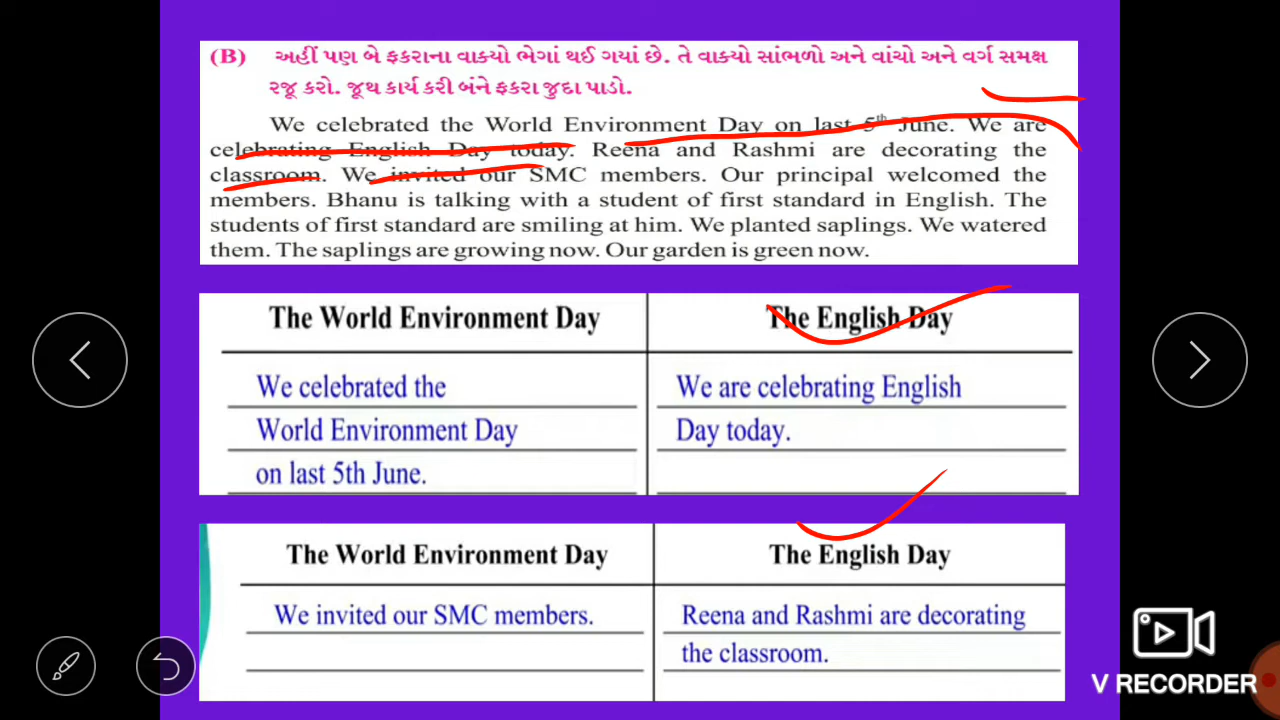 (B) અહીં પણ બે ફકરાના વાક્યો ભેગાં થઈ ગયાં છે. તે વાક્યો સાંભળો અને વાંચો અને વર્ગ સમક્ષ
રજૂ કરો. જૂથ કાર્ય કરી બંને ફકરા જુદા પાડો.
We celebrated the World Environment Day on last 5th June. We are
celebrating English Day today. Reena and Rashmi are decorating the
classroom. We invited our SMC members. Our principal welcomed the
members. Bhanu is talking with a student of first standard in English. The
students of first standard are smiling at him. We planted saplings. We watered
them. The saplings are growing now. Our garden is green now.
The World Environment Day
We celebrated the
World Environment Day
on last 5th June.
The English Day
We are celebrating English
Day today.
The World Environment Day
We invited our SMC members.
The English Day
Reena and Rashmi are decorating
the classroom.
V RECORDER